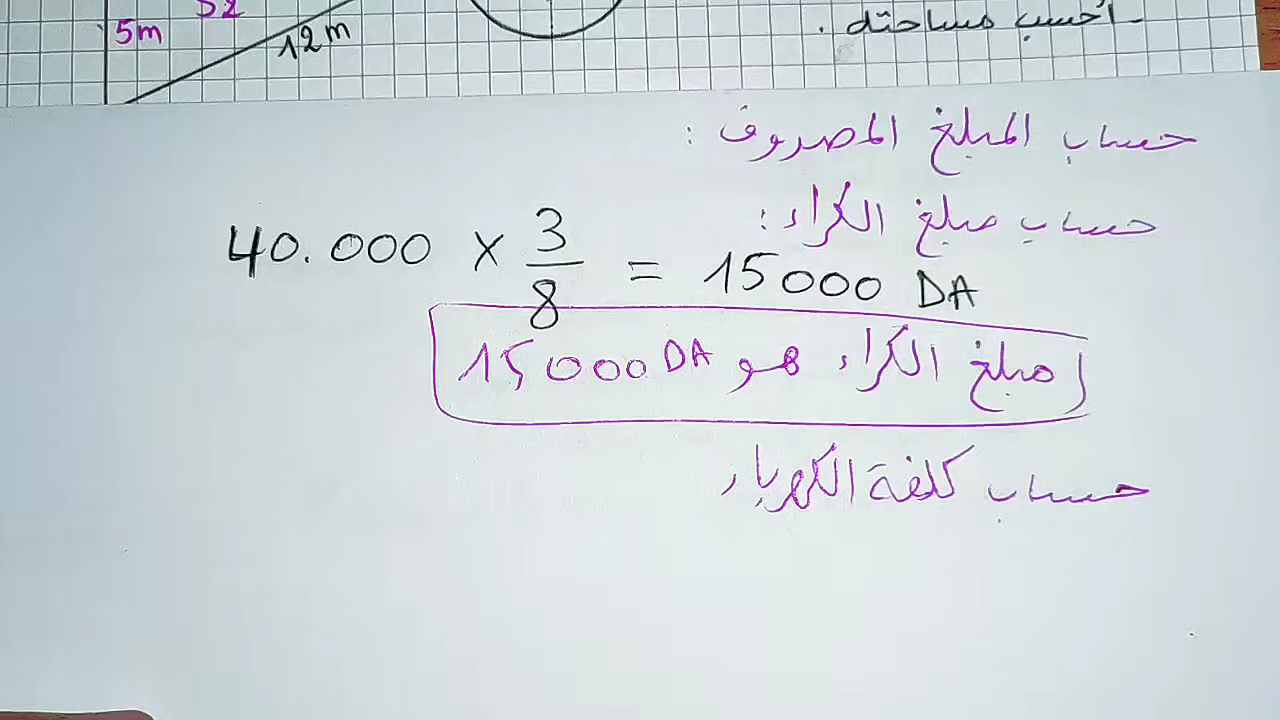 5m
12m
- احسب مساحته .
حساب المبلغ المصروف :
حساب مبلغ الكراء :
40.000 × 3/8 = 15000 DA
مبلغ الكراء هو 15000 DA
حساب كلفة الكهرباء